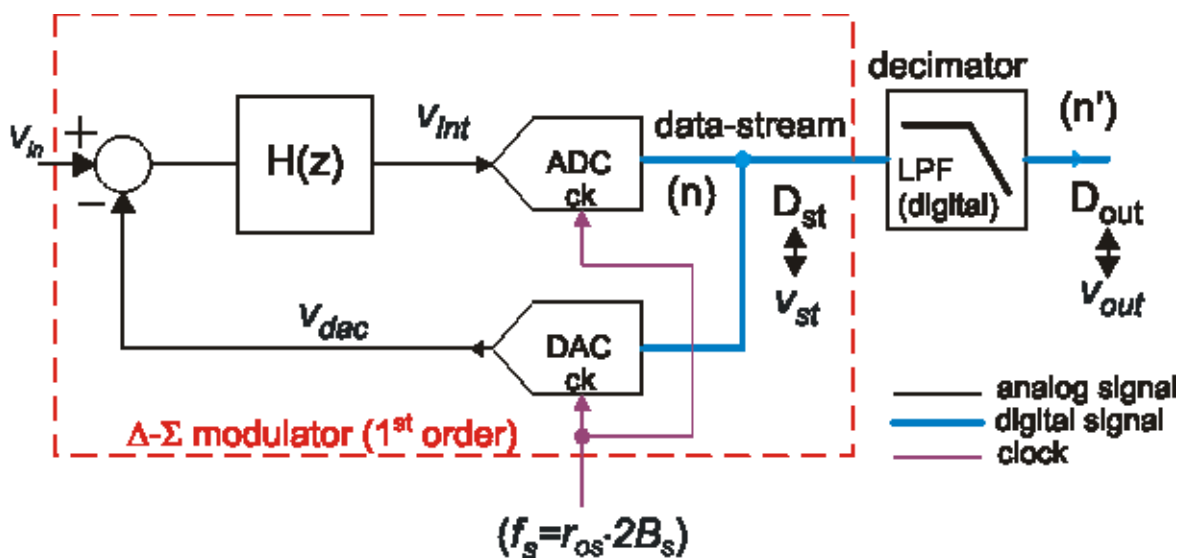 decimator
(n')
data-stream
V_in
+
−
H(z)
V_int
ADC
ck
(n)
D_st
v_st
LPF
(digital)
D_out
v_out
V_dac
DAC
ck
Δ-Σ modulator (1st order)
analog signal
digital signal
clock
(f_s=r_os·2B_s)